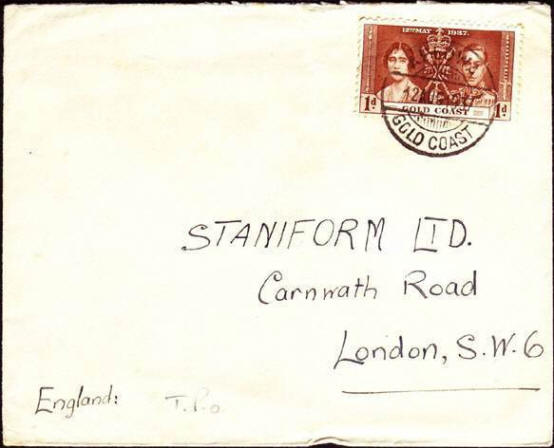 12TH MAY 1937.
1d GOLD COAST 1d
GOLD COAST
STANIFORM LTD.
Carnwath Road
London, S.W.6
England:
T.P.O